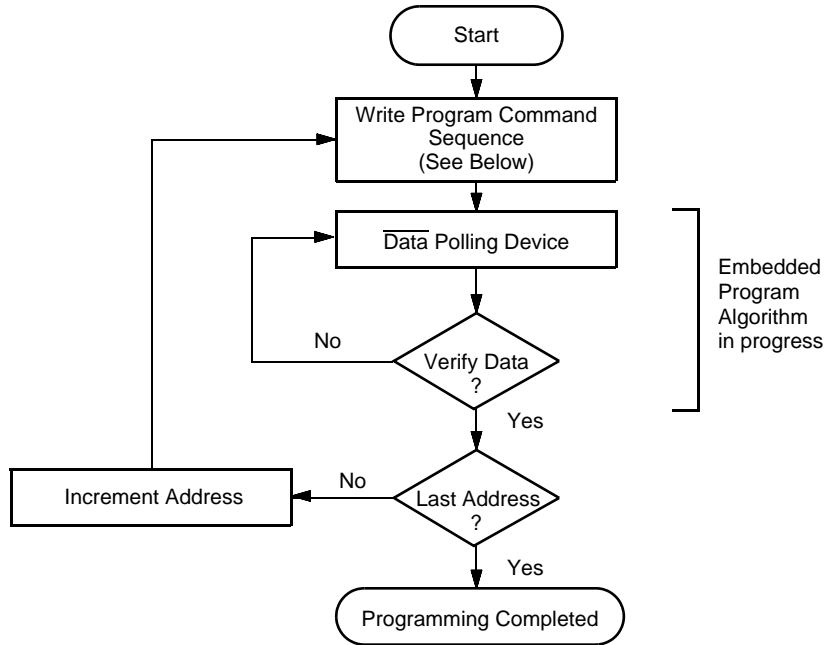 Start
Write Program Command
Sequence
(See Below)
Data Polling Device
Embedded
Program
Algorithm
in progress
No
Verify Data
?
Yes
Increment Address
No
Last Address
?
Yes
Programming Completed